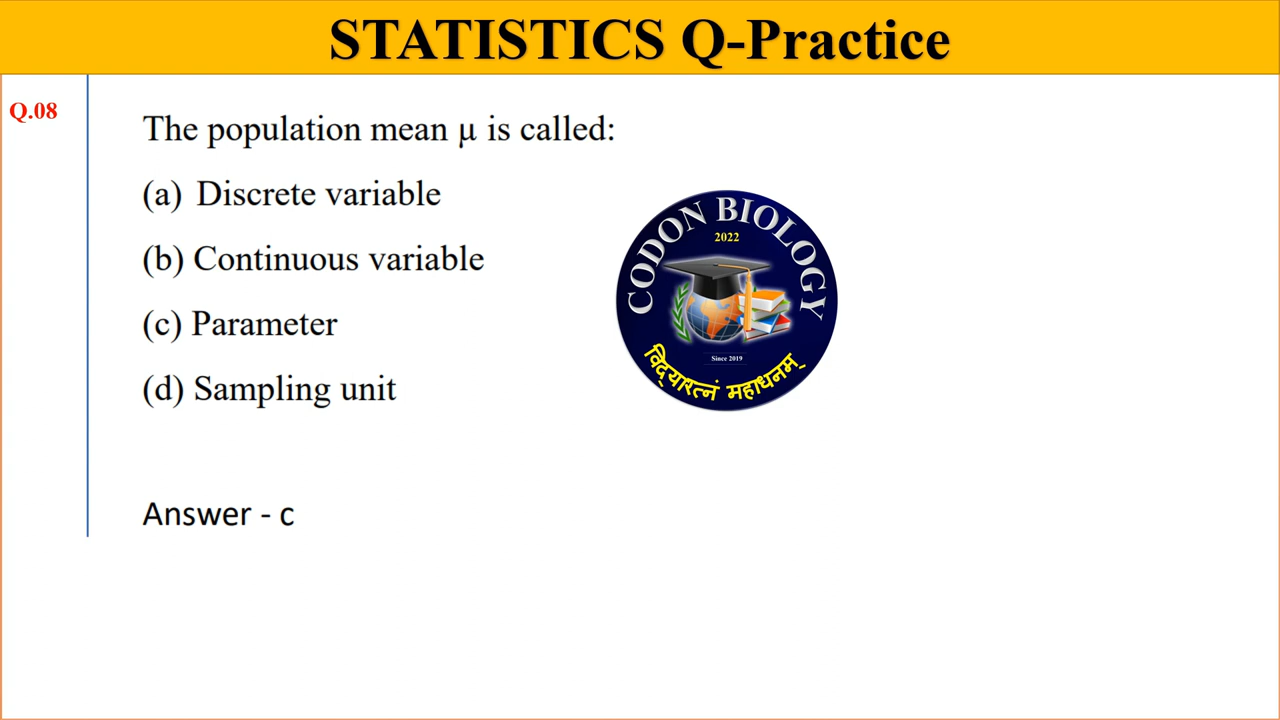 STATISTICS Q-Practice
Q.08
The population mean µ is called:
(a) Discrete variable
(b) Continuous variable
(c) Parameter
(d) Sampling unit
CODON BIOLOGY
2022
Since 2019
विद्यारत्नं महाधनम्
Answer - c